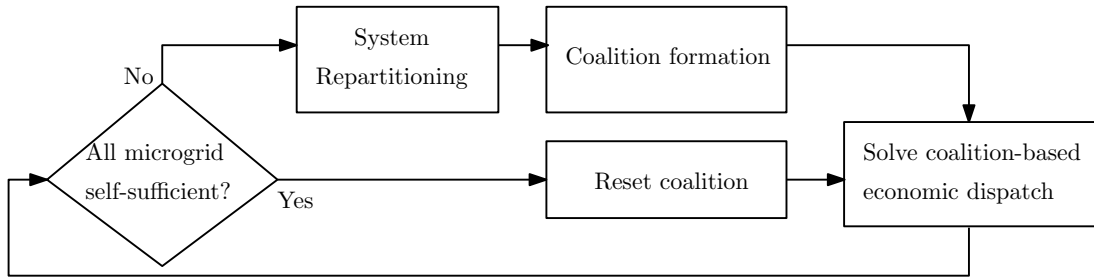 No
System
Repartitioning
Coalition formation
All microgrid
self-sufficient?
Yes
Reset coalition
Solve coalition-based
economic dispatch